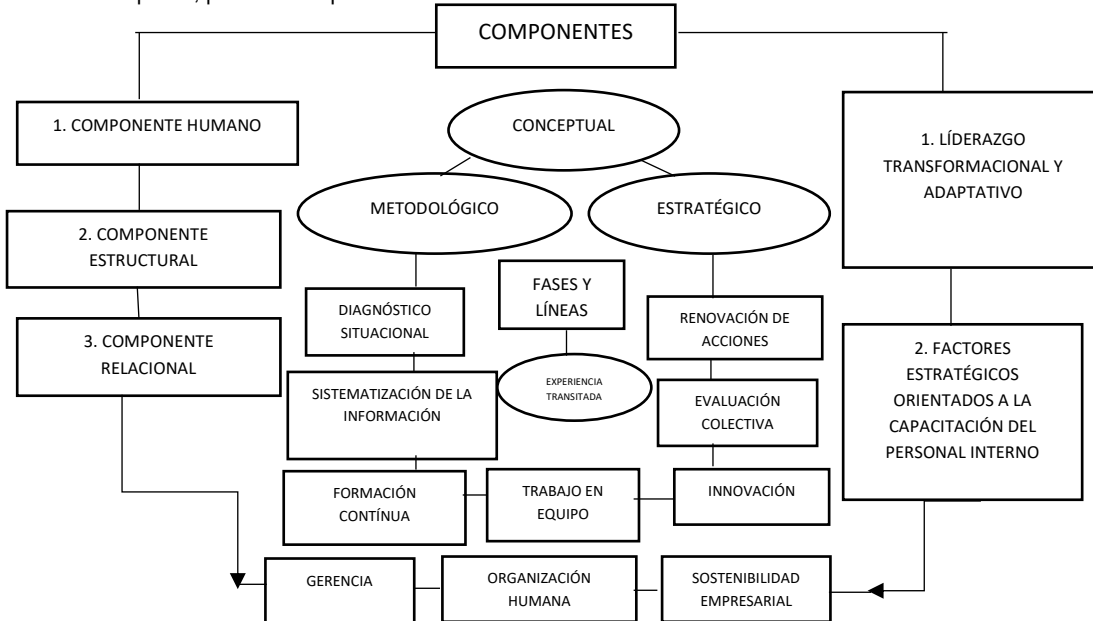 COMPONENTES
1. COMPONENTE HUMANO
2. COMPONENTE
ESTRUCTURAL
3. COMPONENTE
RELACIONAL
CONCEPTUAL
METODOLÓGICO
ESTRATÉGICO
FASES Y
LÍNEAS
EXPERIENCIA
TRANSITADA
DIAGNÓSTICO
SITUACIONAL
SISTEMATIZACIÓN DE LA
INFORMACIÓN
FORMACIÓN
CONTÍNUA
TRABAJO EN
EQUIPO
RENOVACIÓN DE
ACCIONES
EVALUACIÓN
COLECTIVA
INNOVACIÓN
1. LÍDERAZGO
TRANSFORMACIONAL Y
ADAPTATIVO
2. FACTORES
ESTRATÉGICOS
ORIENTADOS A LA
CAPACITACIÓN DEL
PERSONAL INTERNO
GERENCIA
ORGANIZACIÓN
HUMANA
SOSTENIBILIDAD
EMPRESARIAL